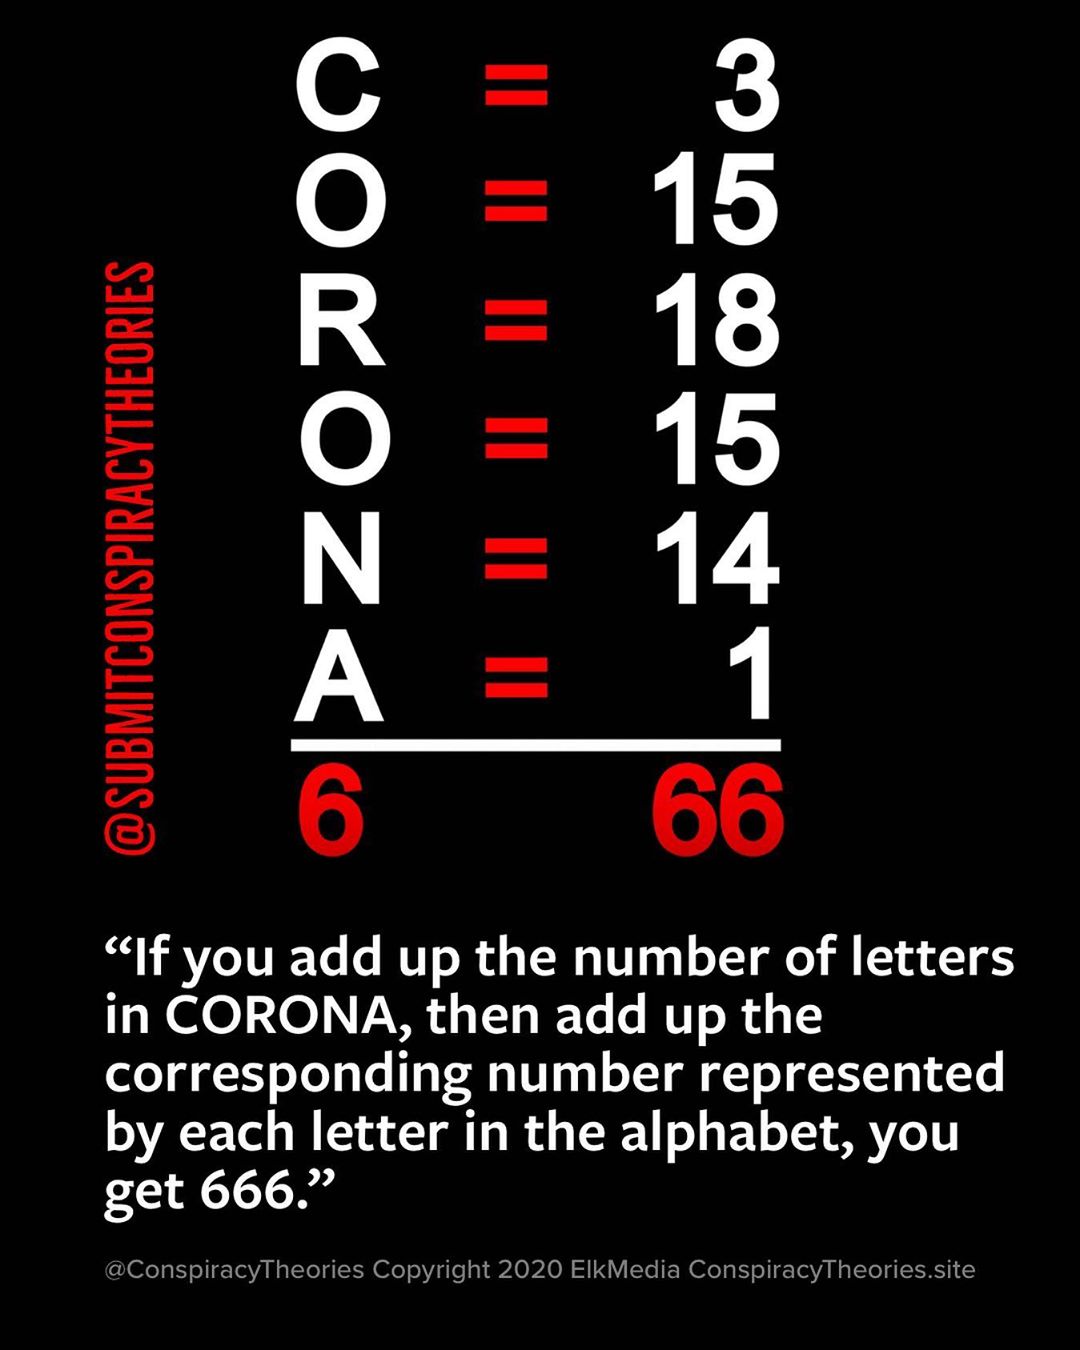 C = 3
O = 15
R = 18
O = 15
N = 14
A = 1
6 66
@SUBMITCONSPIRACYTHEORIES
“If you add up the number of letters
in CORONA, then add up the
corresponding number represented
by each letter in the alphabet, you
get 666.”
@ConspiracyTheories Copyright 2020 ElkMedia ConspiracyTheories.site